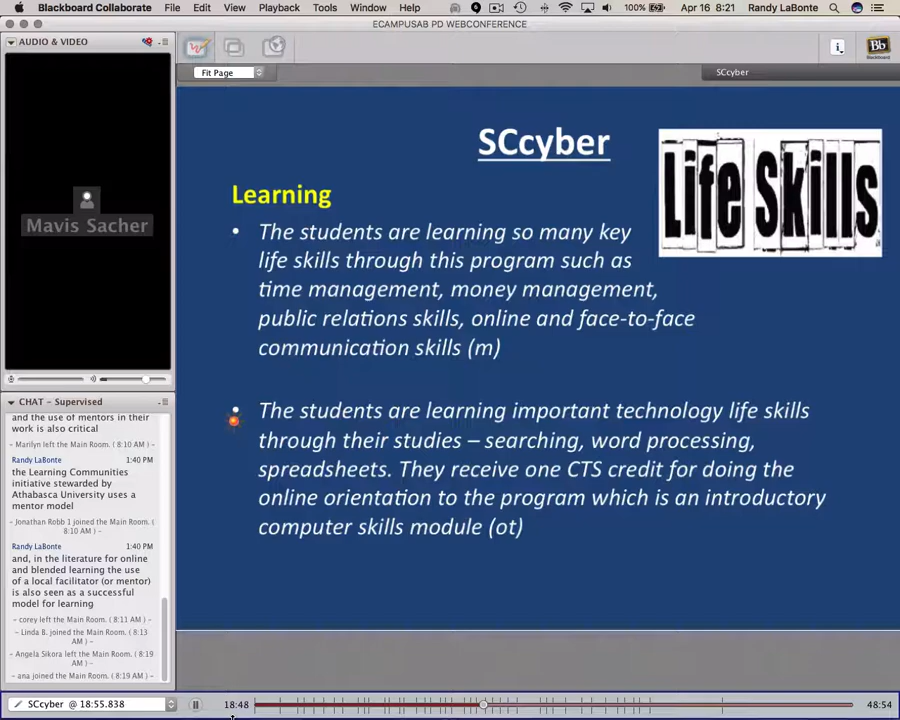 Blackboard Collaborate File Edit View Playback Tools Window Help 100% Apr 16 8:21 Randy LaBonte
ECAMPUSAB PD WEBCONFERENCE
AUDIO & VIDEO
Mavis Sacher
CHAT - Supervised
and the use of mentors in their
work is also critical
- Marilyn left the Main Room. ( 8:10 AM ) -
Randy LaBonte 1:40 PM
the Learning Communities
initiative stewarded by
Athabasca University uses a
mentor model
- Jonathan Robb 1 joined the Main Room. (
8:10 AM ) -
Randy LaBonte 1:40 PM
and, in the literature for online
and blended learning the use
of a local facilitator (or mentor)
is also seen as a successful
model for learning
- corey left the Main Room. ( 8:11 AM ) -
- Linda B. joined the Main Room. ( 8:13
AM ) -
- Angela Sikora left the Main Room. ( 8:19
AM ) -
- ana joined the Main Room. ( 8:19 AM ) -
Fit Page
SCcyber
i
Bb
Blackboard
SCcyber
Life Skills
Learning
• The students are learning so many key
life skills through this program such as
time management, money management,
public relations skills, online and face-to-face
communication skills (m)
• The students are learning important technology life skills
through their studies – searching, word processing,
spreadsheets. They receive one CTS credit for doing the
online orientation to the program which is an introductory
computer skills module (ot)
SCcyber @ 18:55.838
18:48
48:54